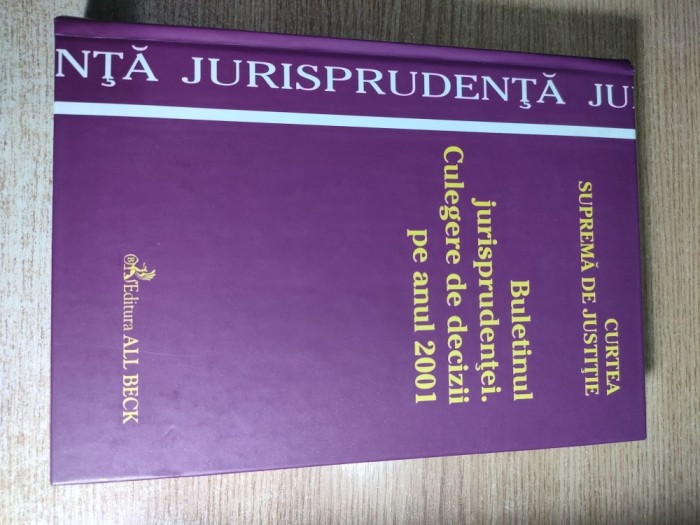 NŢĂ JURISPRUDENŢĂ JU
CURTEA
SUPREMĂ DE JUSTIŢIE
Buletinul
jurisprudenţei.
Culegere de decizii
pe anul 2001
Editura ALL BECK